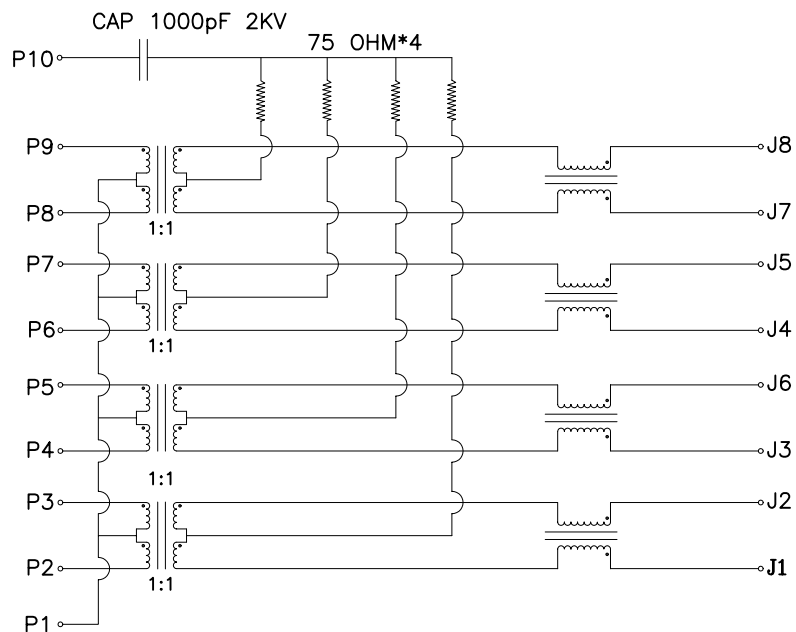 CAP 1000pF 2KV
75 OHM*4
P10
P9
J8
P8
J7
1:1
P7
J5
P6
J4
1:1
P5
J6
P4
J3
1:1
P3
J2
P2
J1
1:1
P1